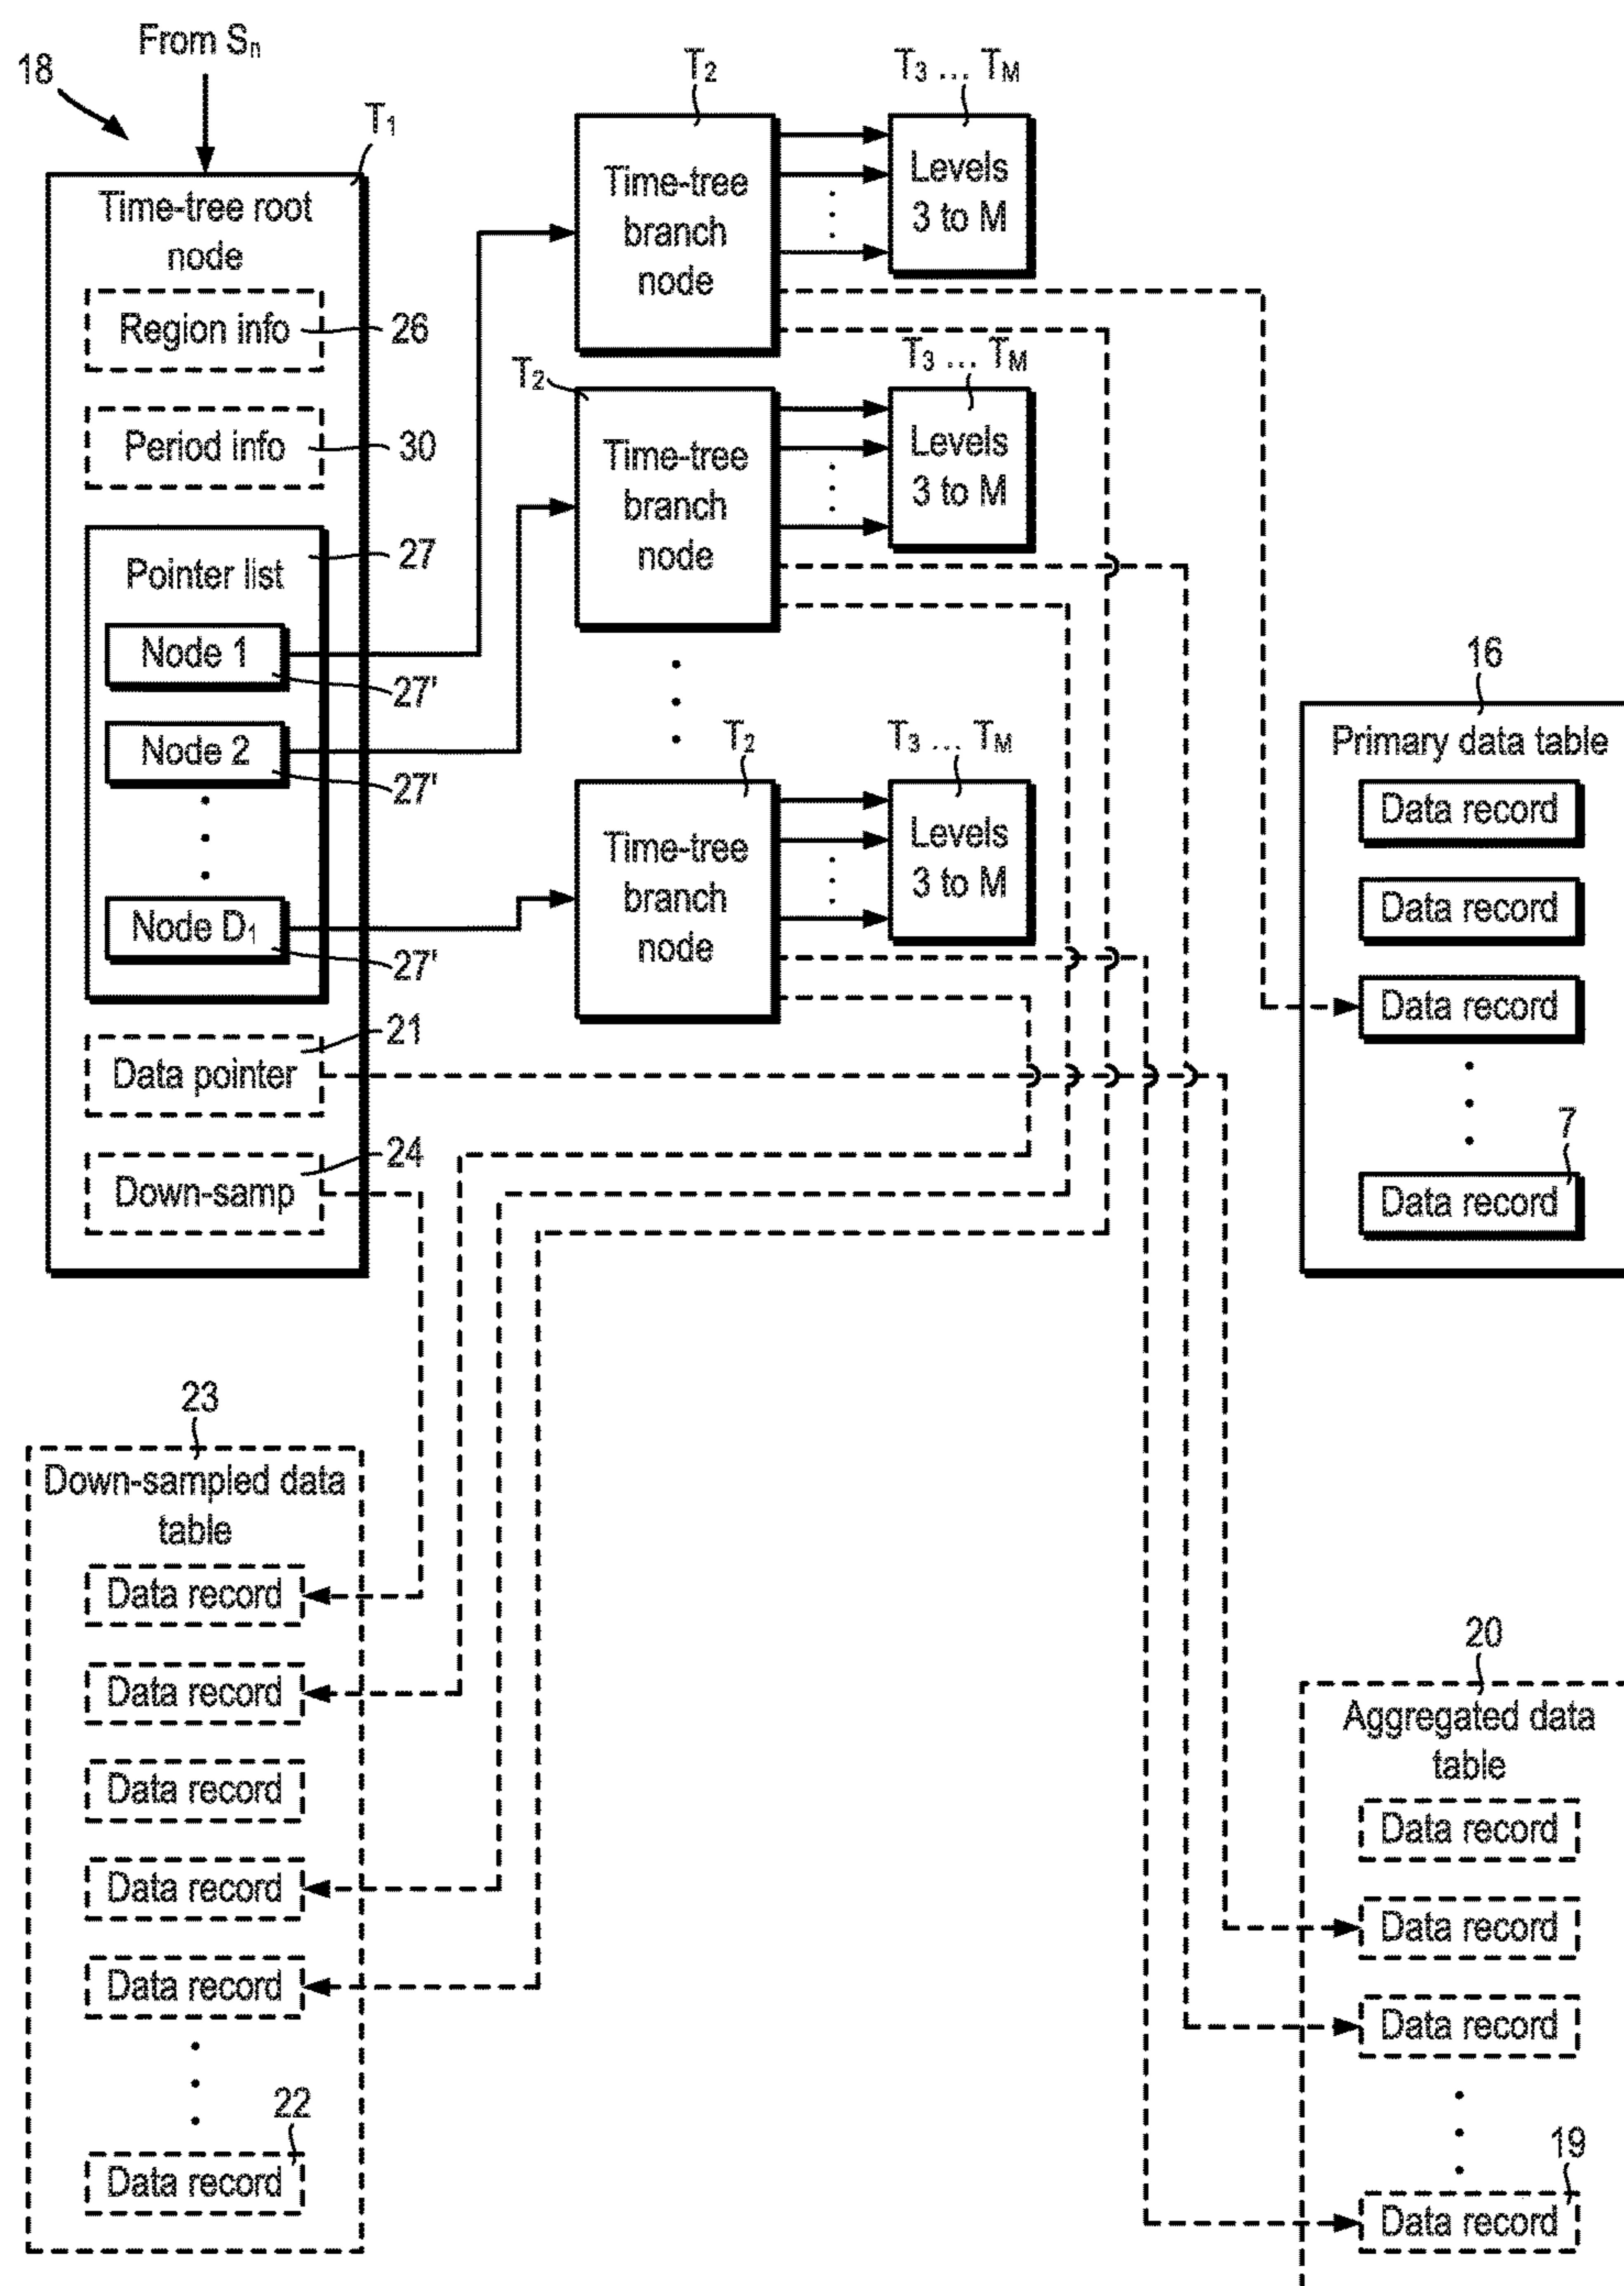 18
From Sn
T1
Time-tree root
node
Region info
26
Period info
30
Pointer list
27
Node 1
27'
Node 2
27'
Node D1
27'
Data pointer
21
Down-samp
24
T2
Time-tree
branch
node
T3 ... TM
Levels
3 to M
T2
Time-tree
branch
node
T3 ... TM
Levels
3 to M
T2
Time-tree
branch
node
T3 ... TM
Levels
3 to M
16
Primary data table
Data record
Data record
Data record
7
Data record
23
Down-sampled data
table
Data record
Data record
Data record
Data record
Data record
22
Data record
20
Aggregated data
table
Data record
Data record
Data record
19
Data record